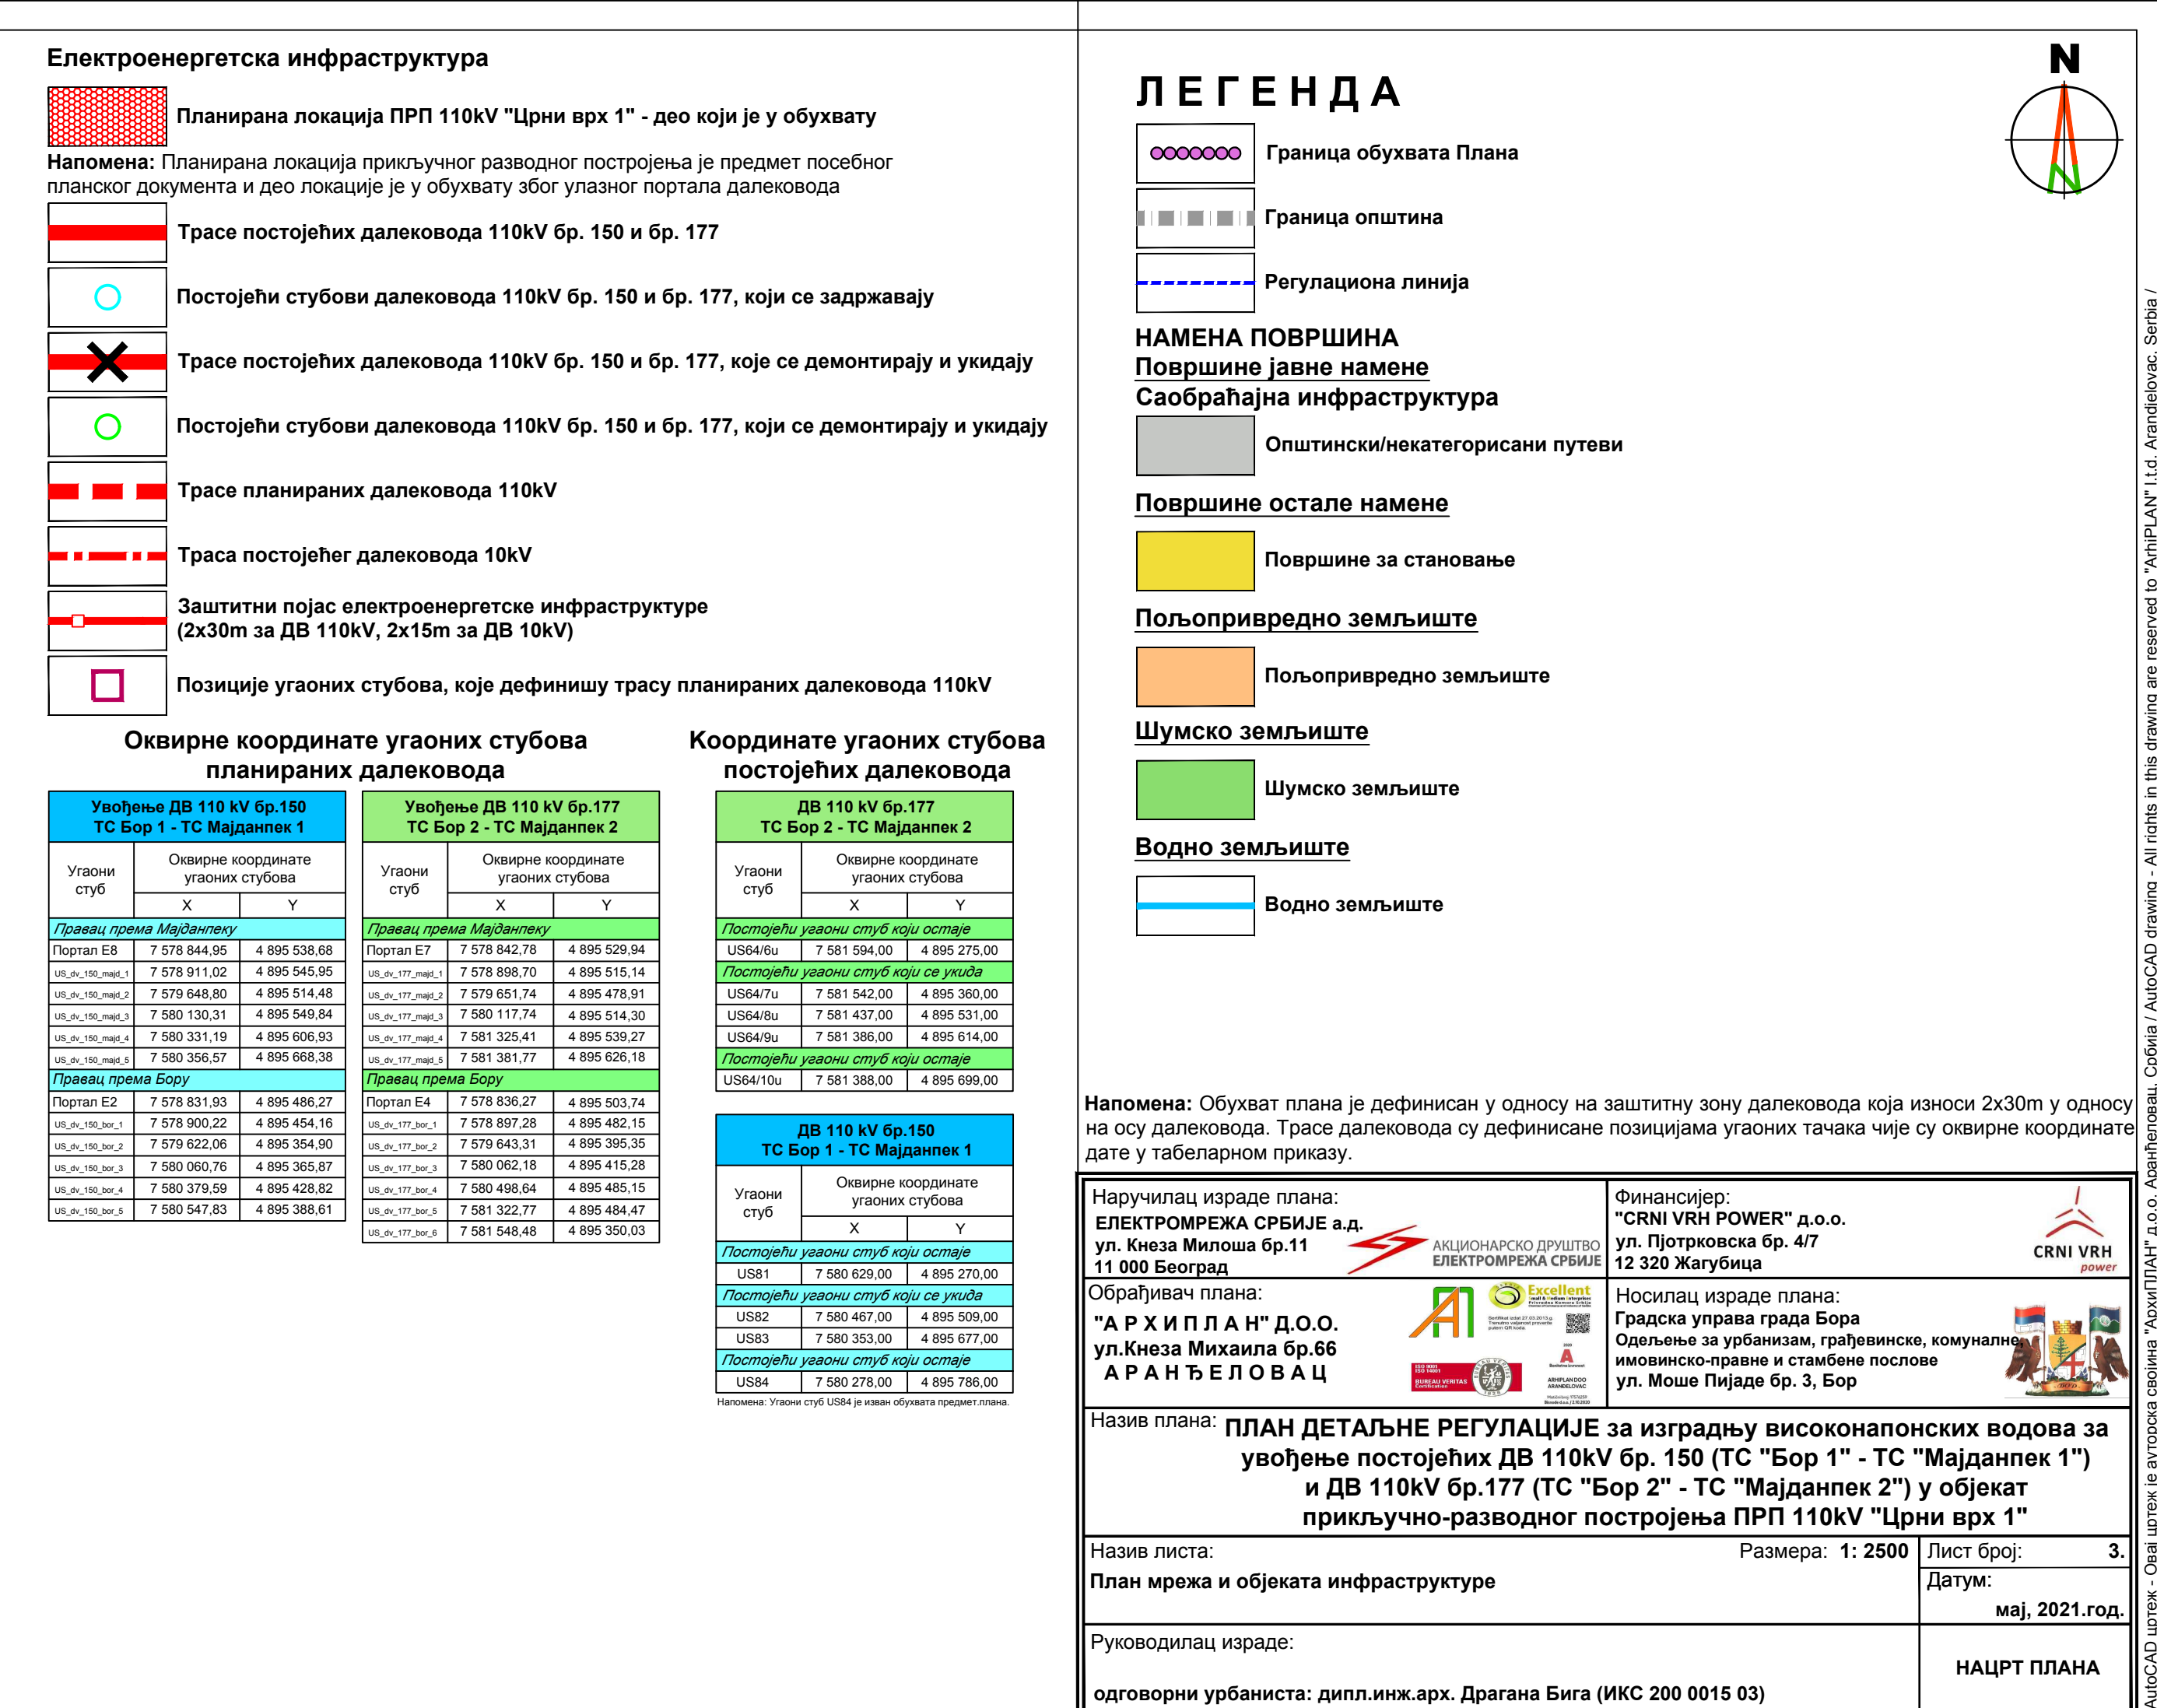 Електроенергетска инфраструктура
Планирана локација ПРП 110kV "Црни врх 1" - део који је у обухвату
Напомена: Планирана локација прикључног разводног постројења је предмет посебног
планског документа и део локације је у обухвату због улазног портала далековода
Трасе постојећих далековода 110kV бр. 150 и бр. 177
Постојећи стубови далековода 110kV бр. 150 и бр. 177, који се задржавају
Трасе постојећих далековода 110kV бр. 150 и бр. 177, које се демонтирају и укидају
Постојећи стубови далековода 110kV бр. 150 и бр. 177, који се демонтирају и укидају
Трасе планираних далековода 110kV
Траса постојећег далековода 10kV
Заштитни појас електроенергетске инфраструктуре
(2x30m за ДВ 110kV, 2x15m за ДВ 10kV)
Позиције угаоних стубова, које дефинишу трасу планираних далековода 110kV
Оквирне координате угаоних стубова
планираних далековода
Увођење ДВ 110 kV бр.150
ТС Бор 1 - ТС Мајданпек 1
Угаони стуб
Оквирне координате угаоних стубова
X Y
Правац према Мајданпеку
Портал Е8 7 578 844,95 4 895 538,68
US_dv_150_majd_1 7 578 911,02 4 895 545,95
US_dv_150_majd_2 7 579 648,80 4 895 514,48
US_dv_150_majd_3 7 580 130,31 4 895 549,84
US_dv_150_majd_4 7 580 331,19 4 895 606,93
US_dv_150_majd_5 7 580 356,57 4 895 668,38
Правац према Бору
Портал Е2 7 578 831,93 4 895 486,27
US_dv_150_bor_1 7 578 900,22 4 895 454,16
US_dv_150_bor_2 7 579 622,06 4 895 354,90
US_dv_150_bor_3 7 580 060,76 4 895 365,87
US_dv_150_bor_4 7 580 379,59 4 895 428,82
US_dv_150_bor_5 7 580 547,83 4 895 388,61
Увођење ДВ 110 kV бр.177
ТС Бор 2 - ТС Мајданпек 2
Угаони стуб
Оквирне координате угаоних стубова
X Y
Правац према Мајданпеку
Портал Е7 7 578 842,78 4 895 529,94
US_dv_177_majd_1 7 578 898,70 4 895 515,14
US_dv_177_majd_2 7 579 651,74 4 895 478,91
US_dv_177_majd_3 7 580 117,74 4 895 514,30
US_dv_177_majd_4 7 581 325,41 4 895 539,27
US_dv_177_majd_5 7 581 381,77 4 895 626,18
Правац према Бору
Портал Е4 7 578 836,27 4 895 503,74
US_dv_177_bor_1 7 578 897,28 4 895 482,15
US_dv_177_bor_2 7 579 643,31 4 895 395,35
US_dv_177_bor_3 7 580 062,18 4 895 415,28
US_dv_177_bor_4 7 580 498,64 4 895 485,15
US_dv_177_bor_5 7 581 322,77 4 895 484,47
US_dv_177_bor_6 7 581 548,48 4 895 350,03
Координате угаоних стубова
постојећих далековода
ДВ 110 kV бр.177
ТС Бор 2 - ТС Мајданпек 2
Угаони стуб
Оквирне координате угаоних стубова
X Y
Постојећи угаони стуб који остаје
US64/6u 7 581 594,00 4 895 275,00
Постојећи угаони стуб који се укида
US64/7u 7 581 542,00 4 895 360,00
US64/8u 7 581 437,00 4 895 531,00
US64/9u 7 581 386,00 4 895 614,00
Постојећи угаони стуб који остаје
US64/10u 7 581 388,00 4 895 699,00
ДВ 110 kV бр.150
ТС Бор 1 - ТС Мајданпек 1
Угаони стуб
Оквирне координате угаоних стубова
X Y
Постојећи угаони стуб који остаје
US81 7 580 629,00 4 895 270,00
Постојећи угаони стуб који се укида
US82 7 580 467,00 4 895 509,00
US83 7 580 353,00 4 895 677,00
Постојећи угаони стуб који остаје
US84 7 580 278,00 4 895 786,00
Напомена: Угаони стуб US84 је изван обухвата предмет.плана.
ЛЕГЕНДА
N
Граница обухвата Плана
Граница општина
Регулациона линија
НАМЕНА ПОВРШИНА
Површине јавне намене
Саобраћајна инфраструктура
Општински/некатегорисани путеви
Површине остале намене
Површине за становање
Пољопривредно земљиште
Пољопривредно земљиште
Шумско земљиште
Шумско земљиште
Водно земљиште
Водно земљиште
Напомена: Обухват плана је дефинисан у односу на заштитну зону далековода која износи 2x30m у односу
на осу далековода. Трасе далековода су дефинисане позицијама угаоних тачака чије су оквирне координате
дате у табеларном приказу.
Наручилац израде плана:
ЕЛЕКТРОМРЕЖА СРБИЈЕ а.д.
ул. Кнеза Милоша бр.11
11 000 Београд
АКЦИОНАРСКО ДРУШТВО
ЕЛЕКТРОМРЕЖА СРБИЈЕ
Финансијер:
"CRNI VRH POWER" д.о.о.
ул. Пјотрковска бр. 4/7
12 320 Жагубица
CRNI VRH
power
Обрађивач плана:
"А Р Х И П Л А Н" Д.О.О.
ул.Кнеза Михаила бр.66
А Р А Н Ђ Е Л О В А Ц
Excellent
Small & Medium Enterprises
ISO 9001
ISO 14001
BUREAU VERITAS
Certification
ARHIPLAN DOO
ARANĐELOVAC
Носилац израде плана:
Градска управа града Бора
Одељење за урбанизам, грађевинске, комуналне,
имовинско-правне и стамбене послове
ул. Моше Пијаде бр. 3, Бор
Назив плана: ПЛАН ДЕТАЉНЕ РЕГУЛАЦИЈЕ за изградњу високонапонских водова за
увођење постојећих ДВ 110kV бр. 150 (ТС "Бор 1" - ТС "Мајданпек 1")
и ДВ 110kV бр.177 (ТС "Бор 2" - ТС "Мајданпек 2") у објекат
прикључно-разводног постројења ПРП 110kV "Црни врх 1"
Назив листа:
План мрежа и објеката инфраструктуре
Размера: 1: 2500
Лист број: 3.
Датум:
мај, 2021.год.
Руководилац израде:
одговорни урбаниста: дипл.инж.арх. Драгана Бига (ИКС 200 0015 03)
НАЦРТ ПЛАНА
AutoCAD цртеж - Овај цртеж је ауторска својина "АрхиПЛАН" д.о.о. Аранђеловац, Србија / AutoCAD drawing - All rights in this drawing are reserved to "ArhiPLAN" l.t.d. Arandjelovac, Serbia /